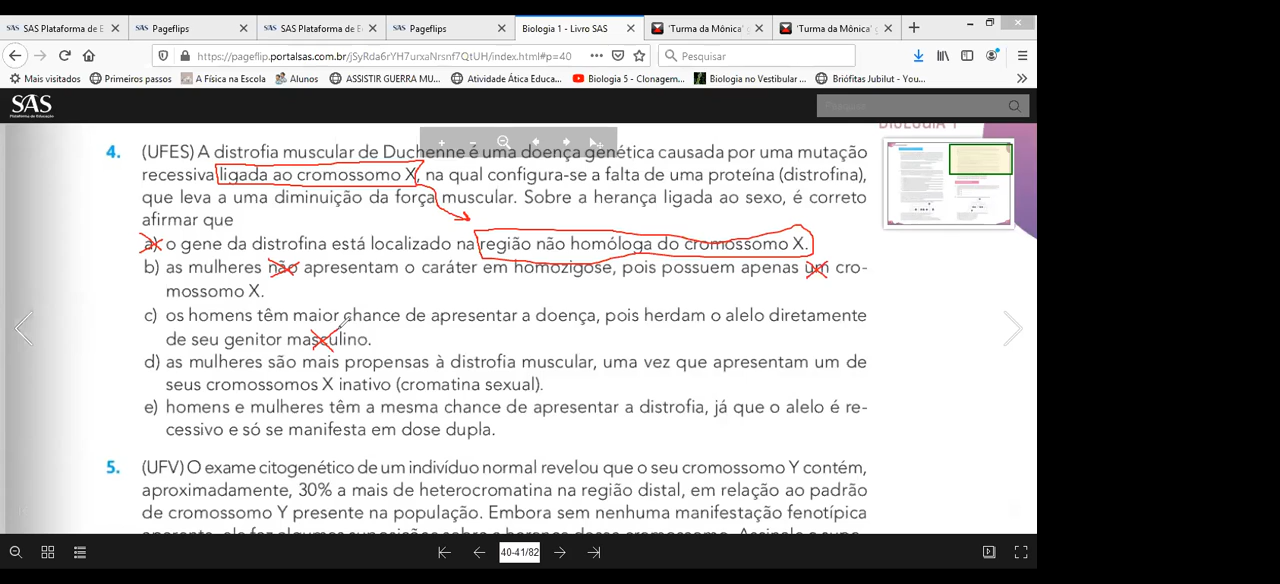 SAS Plataforma de E
Pageflips
SAS Plataforma de E
Pageflips
Biologia 1 - Livro SAS
'Turma da Mônica' g
'Turma da Mônica' g
https://pageflip.portalsas.com.br/jSyRda6rYH7urxaNrsnf7QtUH/index.html#p=40
Pesquisar
Mais visitados
Primeiros passos
A Física na Escola
Alunos
ASSISTIR GUERRA MU...
Atividade Ática Educa...
Biologia 5 - Clonagem...
Biologia no Vestibular ...
Briófitas Jubilut - You...
SAS
Plataforma de Educação
Pesquise
BIOLOGIA 1
4. (UFES) A distrofia muscular de Duchenne é uma doença genética causada por uma mutação
recessiva ligada ao cromossomo X, na qual configura-se a falta de uma proteína (distrofina),
que leva a uma diminuição da força muscular. Sobre a herança ligada ao sexo, é correto
afirmar que
a) o gene da distrofina está localizado na região não homóloga do cromossomo X.
b) as mulheres não apresentam o caráter em homozigose, pois possuem apenas um cro-
mossomo X.
c) os homens têm maior chance de apresentar a doença, pois herdam o alelo diretamente
de seu genitor masculino.
d) as mulheres são mais propensas à distrofia muscular, uma vez que apresentam um de
seus cromossomos X inativo (cromatina sexual).
e) homens e mulheres têm a mesma chance de apresentar a distrofia, já que o alelo é re-
cessivo e só se manifesta em dose dupla.
5. (UFV) O exame citogenético de um indivíduo normal revelou que o seu cromossomo Y contém,
aproximadamente, 30% a mais de heterocromatina na região distal, em relação ao padrão
de cromossomo Y presente na população. Embora sem nenhuma manifestação fenotípica
40-41/82